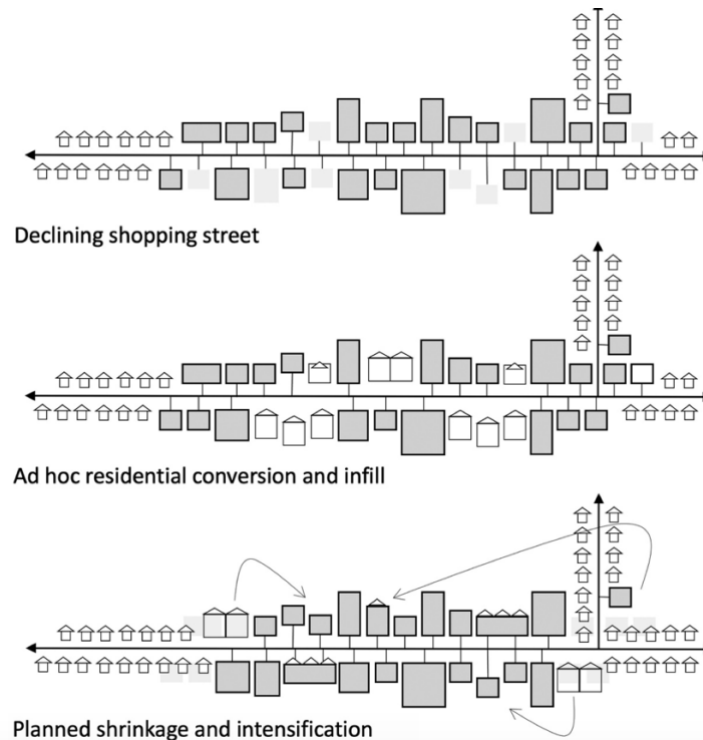 Declining shopping street
Ad hoc residential conversion and infill
Planned shrinkage and intensification